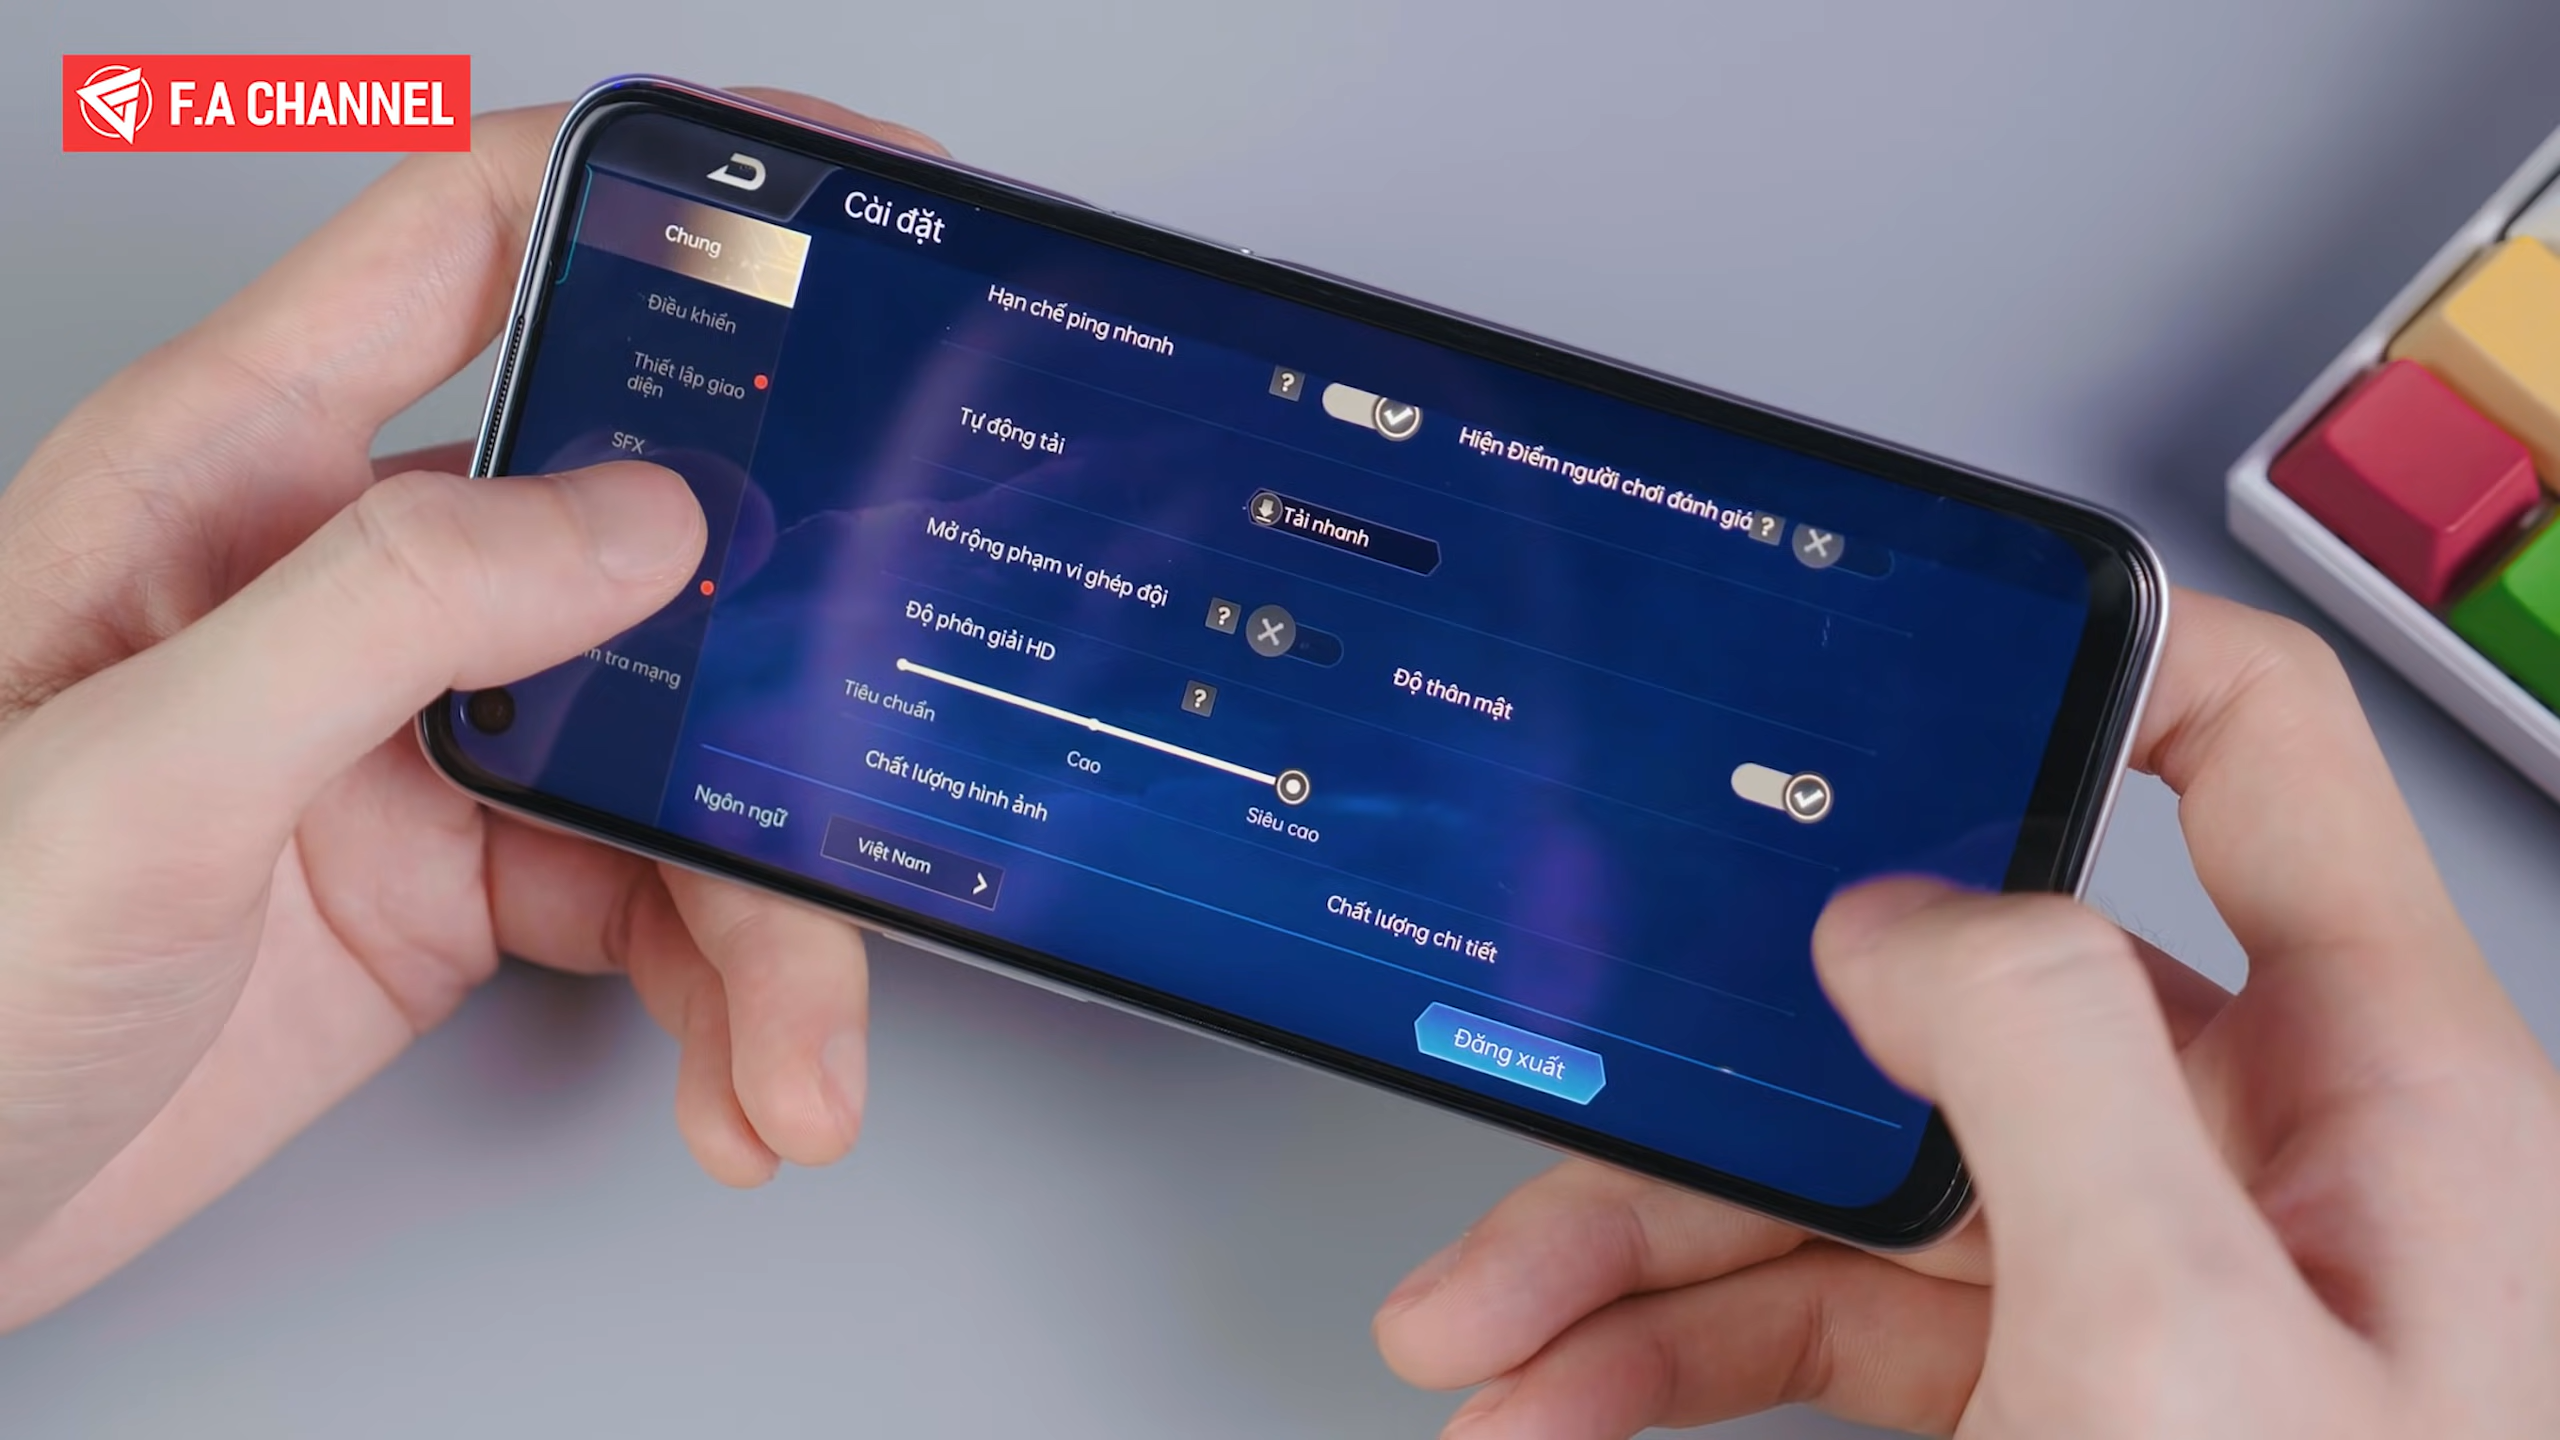 F.A CHANNEL
Cài đặt
Chung
Điều khiển
Thiết lập giao
diện
SFX
tra mạng
Hạn chế ping nhanh
?
Hiện Điểm người chơi đánh giá ?
Tự động tải
Tải nhanh
Mở rộng phạm vi ghép đội
?
Độ thân mật
Độ phân giải HD
?
Tiêu chuẩn
Cao
Siêu cao
Chất lượng hình ảnh
Chất lượng chi tiết
Ngôn ngữ
Việt Nam
Đăng xuất